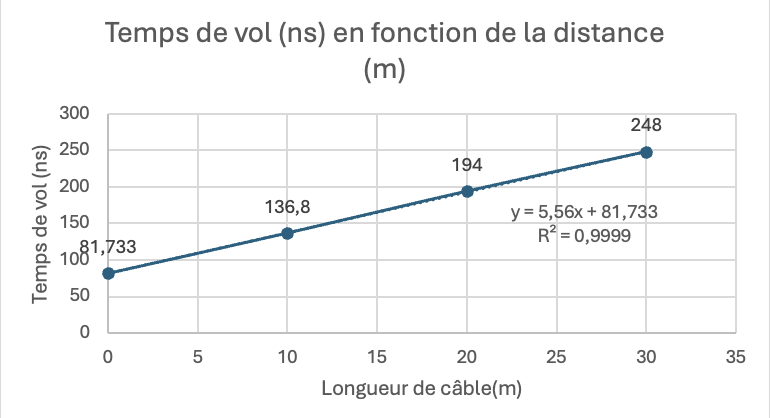 Temps de vol (ns) en fonction de la distance
(m)
Temps de vol (ns)
300
250
200
150
100
50
0
81,733
136,8
194
248
y = 5,56x + 81,733
R² = 0,9999
0 5 10 15 20 25 30 35
Longueur de câble(m)